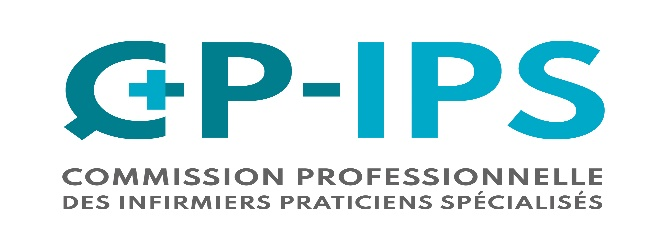 CP-IPS
COMMISSION PROFESSIONNELLE
DES INFIRMIERS PRATICIENS SPÉCIALISÉS